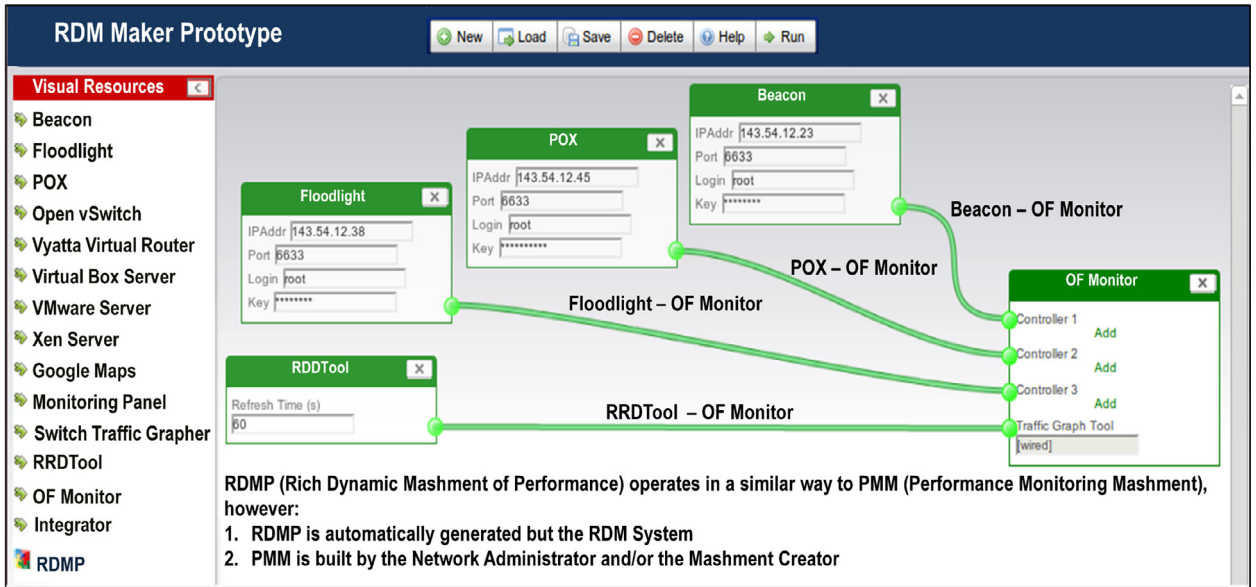 RDM Maker Prototype
New Load Save Delete Help Run
Visual Resources <
Beacon
Floodlight
POX
Open vSwitch
Vyatta Virtual Router
Virtual Box Server
VMware Server
Xen Server
Google Maps
Monitoring Panel
Switch Traffic Grapher
RRDTool
OF Monitor
Integrator
RDMP
Beacon X
IPAddr 143.54.12.23
Port 6633
Login root
Key ********
POX X
IPAddr 143.54.12.45
Port 6633
Login root
Key **********
Floodlight X
IPAddr 143.54.12.38
Port 6633
Login root
Key ********
RDDTool X
Refresh Time (s)
60
Beacon – OF Monitor
POX – OF Monitor
Floodlight – OF Monitor
RRDTool – OF Monitor
OF Monitor X
Controller 1
Add
Controller 2
Add
Controller 3
Add
Traffic Graph Tool
[wired]
RDMP (Rich Dynamic Mashment of Performance) operates in a similar way to PMM (Performance Monitoring Mashment),
however:
1. RDMP is automatically generated but the RDM System
2. PMM is built by the Network Administrator and/or the Mashment Creator